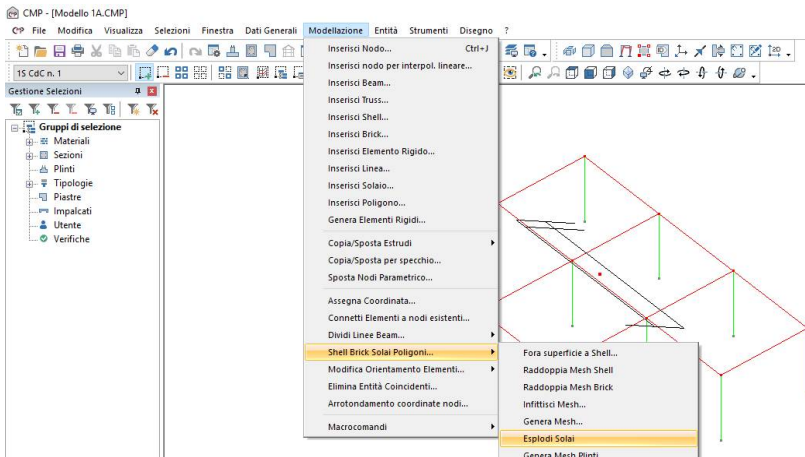 CMP - [Modello 1A.CMP]
CMP File Modifica Visualizza Selezioni Finestra Dati Generali Modellazione Entità Strumenti Disegno ?
1S CdC n. 1
Gestione Selezioni
Gruppi di selezione
Materiali
Sezioni
Plinti
Tipologie
Piastre
Impalcati
Utente
Verifiche
Inserisci Nodo... Ctrl+J
Inserisci nodo per interpol. lineare...
Inserisci Beam...
Inserisci Truss...
Inserisci Shell...
Inserisci Brick...
Inserisci Elemento Rigido...
Inserisci Linea...
Inserisci Solaio...
Inserisci Poligono...
Genera Elementi Rigidi...
Copia/Sposta Estrudi
Copia/Sposta per specchio...
Sposta Nodi Parametrico...
Assegna Coordinata...
Connetti Elementi a nodi esistenti...
Dividi Linee Beam...
Shell Brick Solai Poligoni...
Modifica Orientamento Elementi...
Elimina Entità Coincidenti...
Arrotondamento coordinate nodi...
Macrocomandi
Fora superficie a Shell...
Raddoppia Mesh Shell
Raddoppia Mesh Brick
Infittisci Mesh...
Genera Mesh...
Esplodi Solai
Genera Mesh Plinti
2D